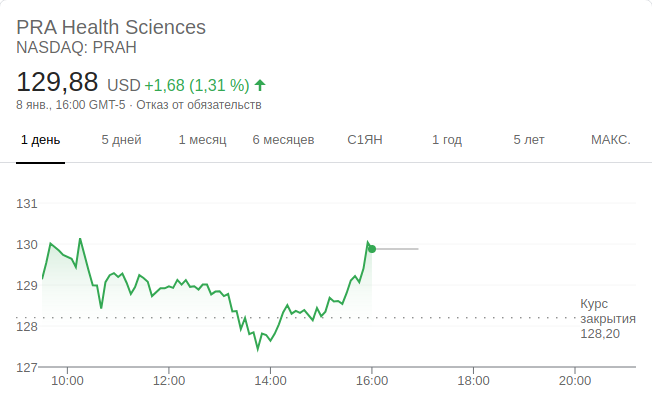 PRA Health Sciences
NASDAQ: PRAH
129,88 USD +1,68 (1,31 %)
8 янв., 16:00 GMT-5 · Отказ от обязательств
1 день 5 дней 1 месяц 6 месяцев С1ЯН 1 год 5 лет МАКС.
131
130
129
128
127
Курс
закрытия
128,20
10:00 12:00 14:00 16:00 18:00 20:00